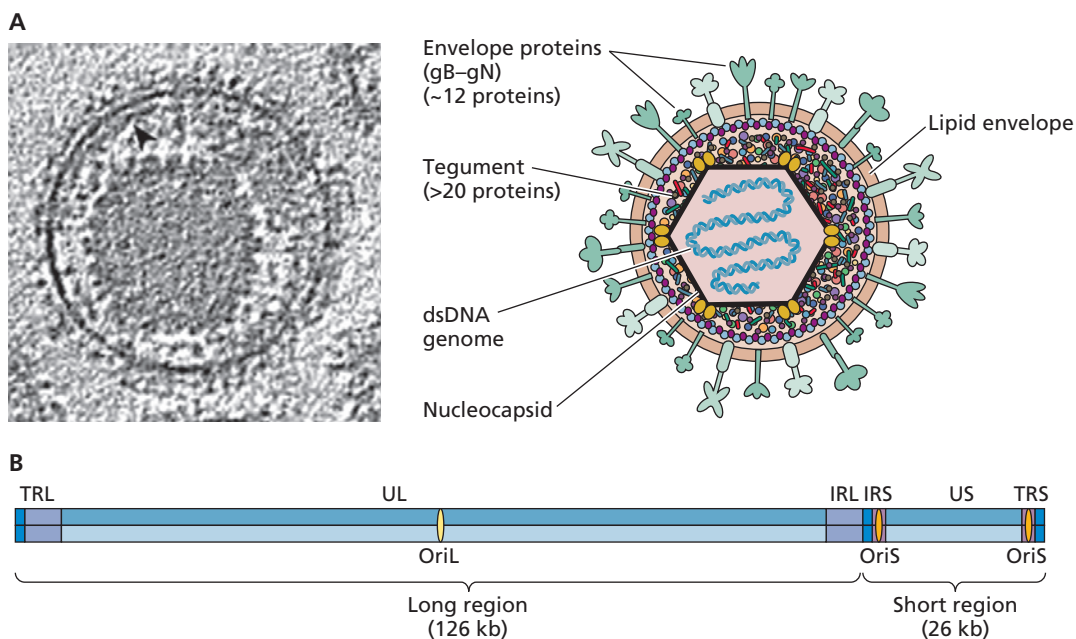 A
Envelope proteins
(gB–gN)
(~12 proteins)
Lipid envelope
Tegument
(>20 proteins)
dsDNA
genome
Nucleocapsid
B
TRL UL IRL IRS US TRS
OriL OriS OriS
Long region
(126 kb)
Short region
(26 kb)